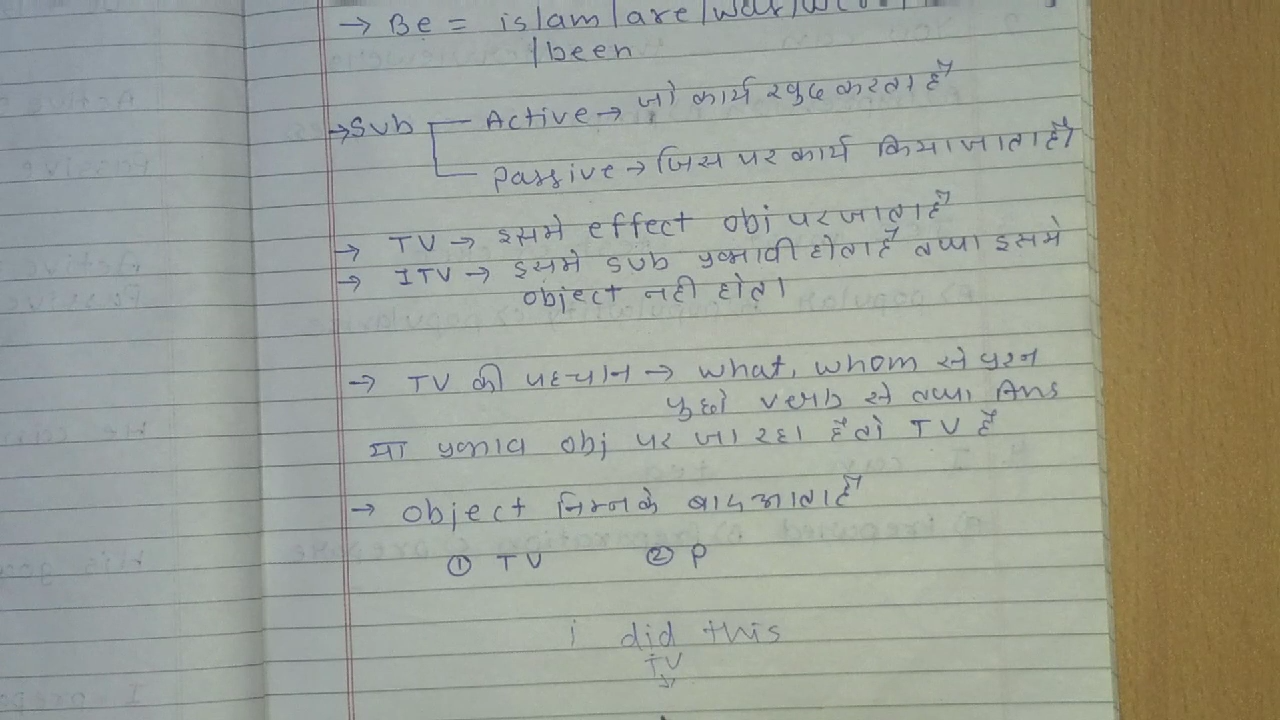 → Be = is/am/are/was/
/been
→ Sub Active → जो कार्य खुद करता है
Passive → जिस पर कार्य किया जाता है
→ TV → इसमे effect obj पर जाता है
→ ITV → इसमे sub प्रभावी होता है तथा इसमे
object नही होता
→ TV की पहचान → what, whom से प्रश्न
पुछो verb से तथा Ans
या प्रभाव obj पर जा रहा है तो TV है
→ object निम्न के बाद आता है
① TV ② P
i did this
TV